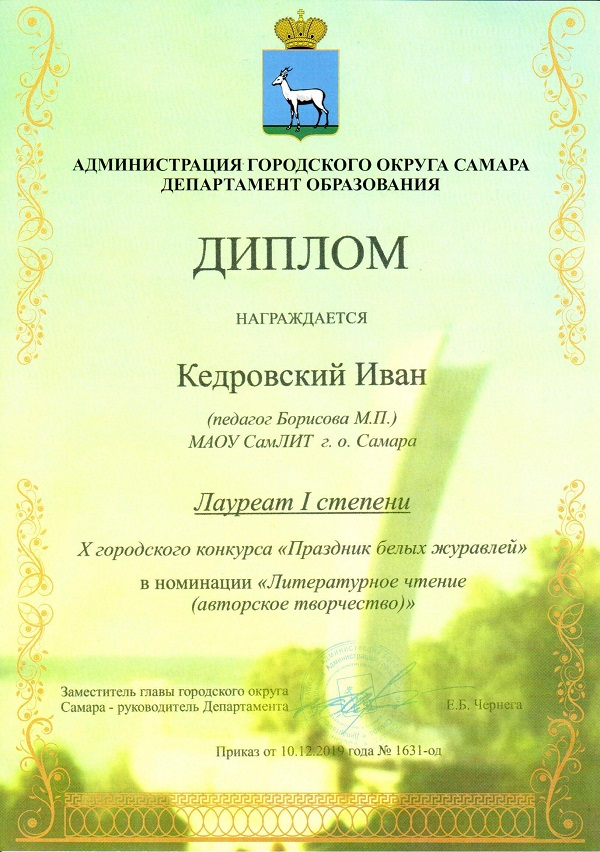 АДМИНИСТРАЦИЯ ГОРОДСКОГО ОКРУГА САМАРА
ДЕПАРТАМЕНТ ОБРАЗОВАНИЯ
ДИПЛОМ
НАГРАЖДАЕТСЯ
Кедровский Иван
(педагог Борисова М.П.)
МАОУ СамЛИТ г. о. Самара
Лауреат I степени
X городского конкурса «Праздник белых журавлей»
в номинации «Литературное чтение
(авторское творчество)»
Заместитель главы городского округа
Самара - руководитель Департамента
Е.Б. Чернега
Приказ от 10.12.2019 года № 1631-од